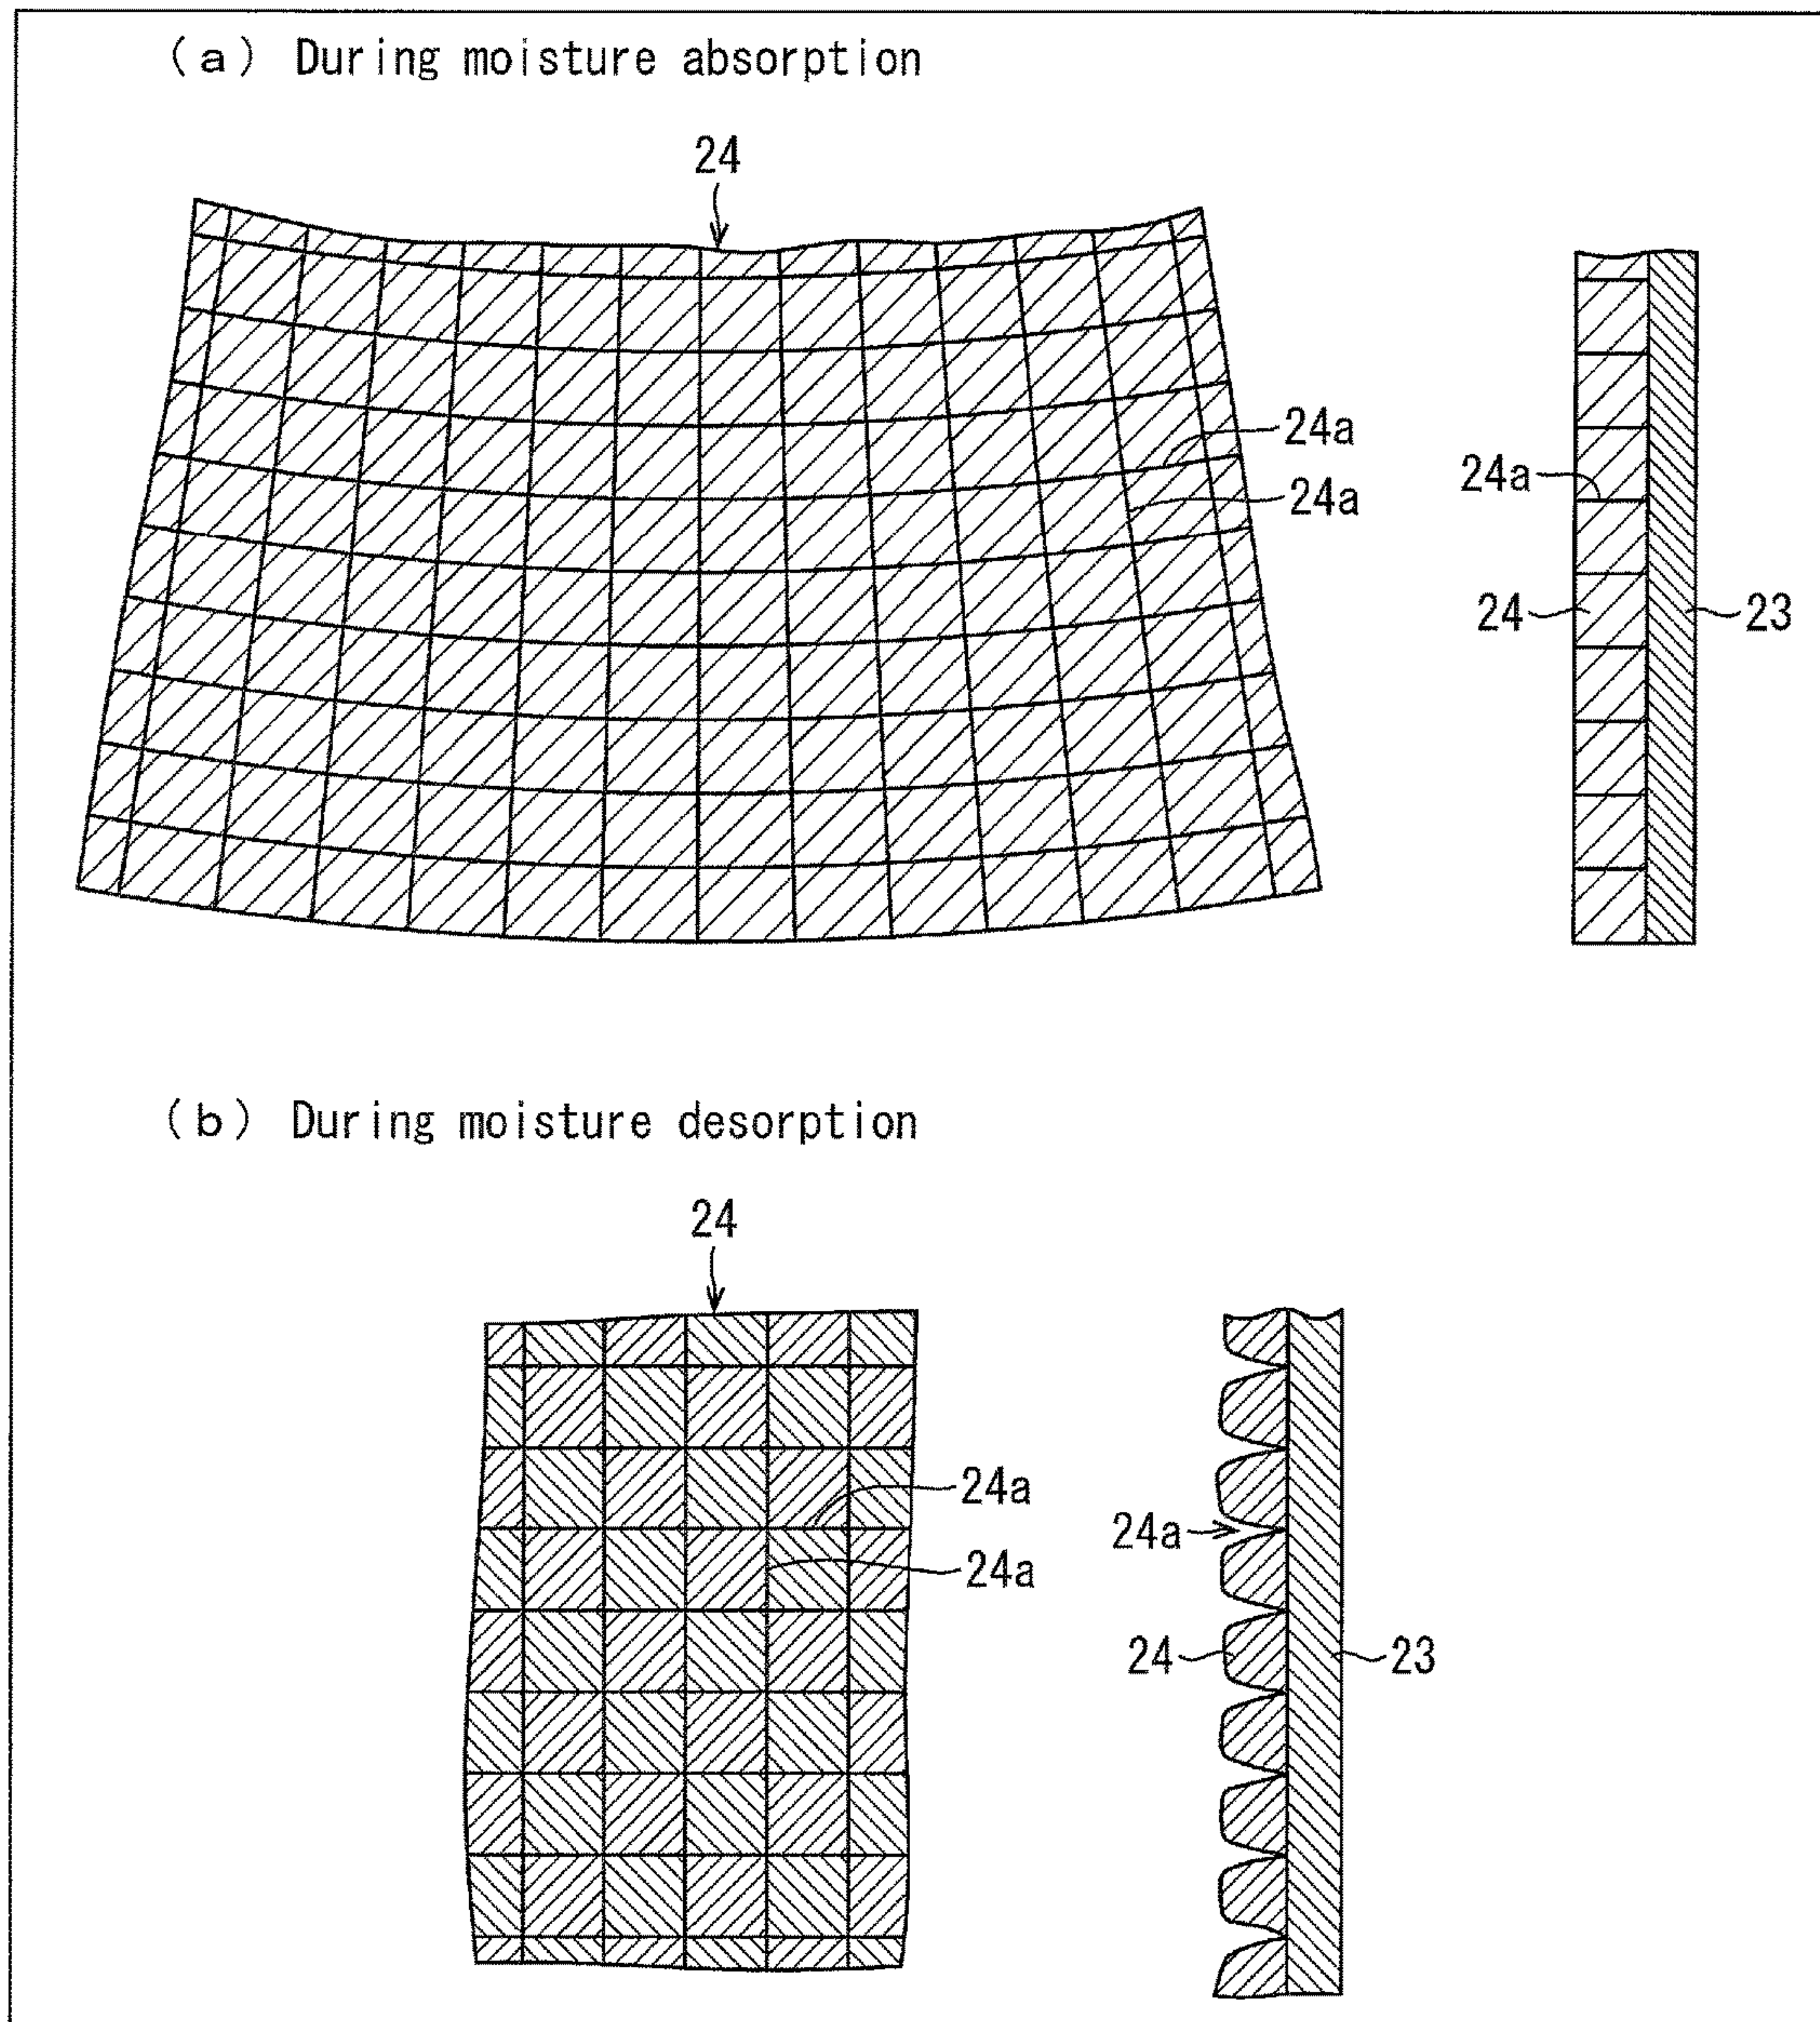 (a) During moisture absorption
24
24a
24a
24a
24
23
(b) During moisture desorption
24
24a
24a
24a
24
23